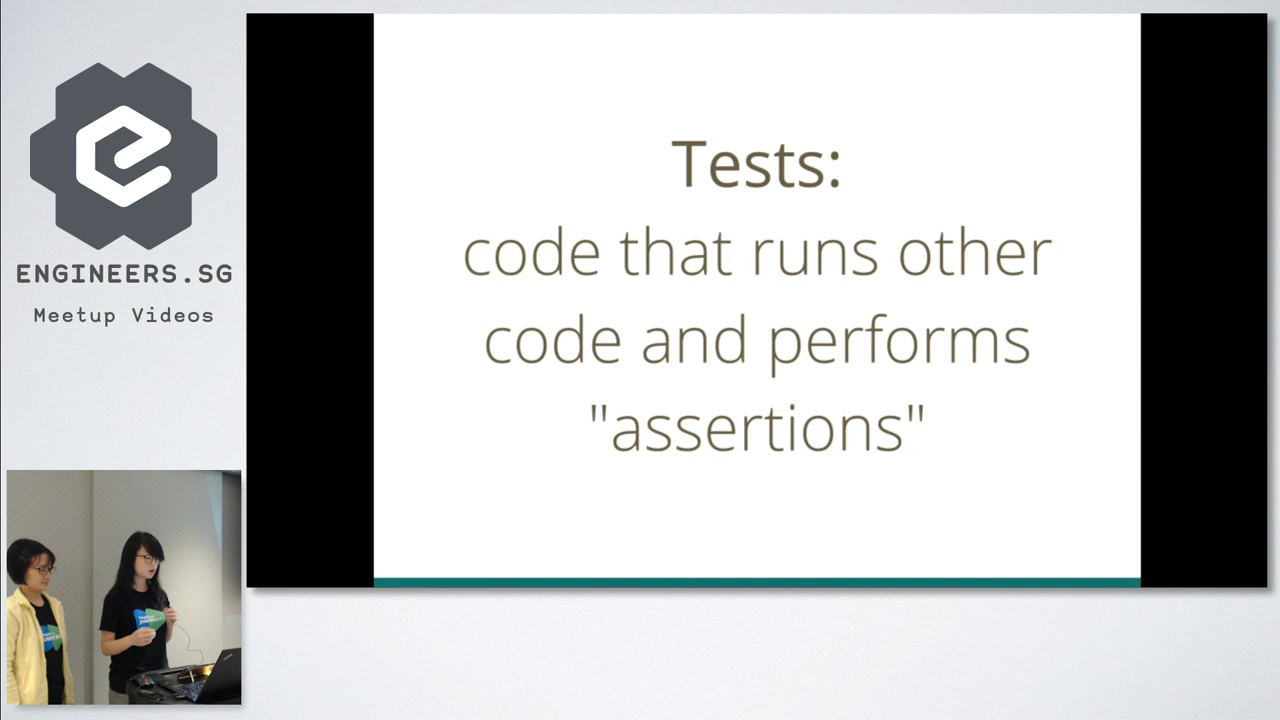 ENGINEERS.SG
Meetup Videos
Tests:
code that runs other
code and performs
"assertions"